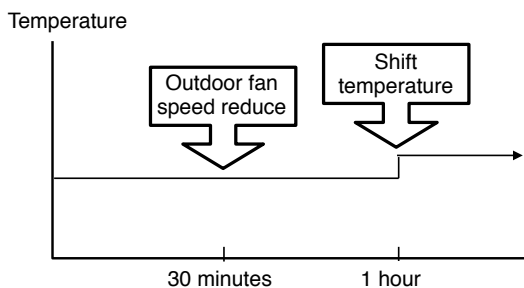 Temperature
Outdoor fan
speed reduce
Shift
temperature
30 minutes
1 hour